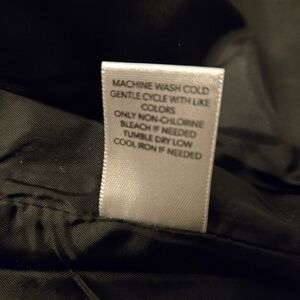 MACHINE WASH COLD
GENTLE CYCLE WITH LIKE
COLORS
ONLY NON-CHLORINE
BLEACH IF NEEDED
TUMBLE DRY LOW
COOL IRON IF NEEDED